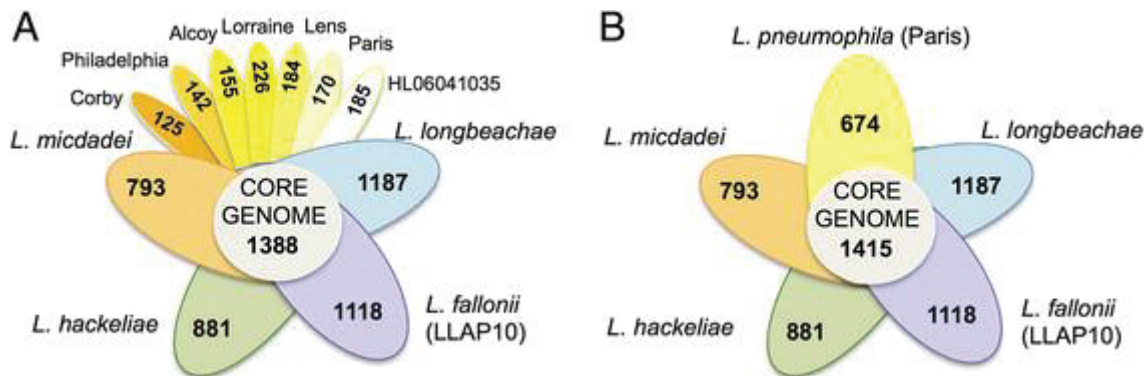 A
Corby
Philadelphia
Alcoy
Lorraine
Lens
Paris
HL06041035
125
142
155
226
184
170
185
L. micdadei
L. longbeachae
793
1187
CORE
GENOME
1388
L. hackeliae
881
1118
L. fallonii
(LLAP10)
B
L. pneumophila (Paris)
674
L. micdadei
L. longbeachae
793
1187
CORE
GENOME
1415
L. hackeliae
881
1118
L. fallonii
(LLAP10)